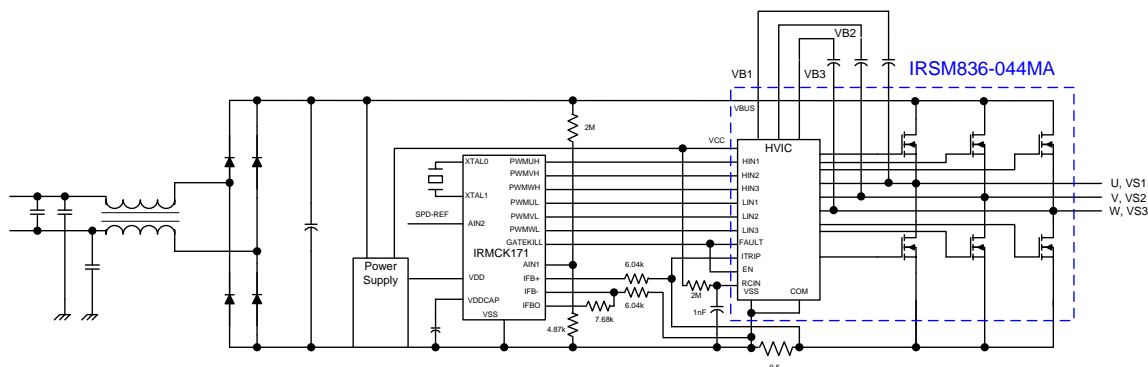 VB1
VB2
VB3
IRSM836-044MA
VBUS
2M
VCC
HVIC
XTAL0
XTAL1
SPD-REF
AIN2
IRMCK171
VDD
VDDCAP
VSS
PWMUH
PWMVH
PWMWH
PWMUL
PWMVL
PWMWL
GATEKILL
AIN1
IFB+
IFB-
IFBO
HIN1
HIN2
HIN3
LIN1
LIN2
LIN3
FAULT
ITRIP
EN
RCIN
VSS
COM
U, VS1
V, VS2
W, VS3
Power
Supply
6.04k
6.04k
7.68k
4.87k
2M
1nF